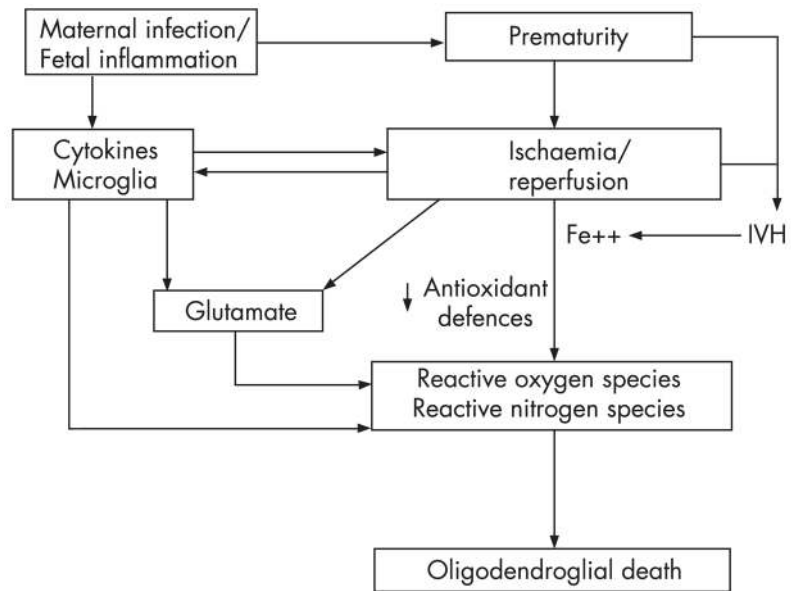 Maternal infection/
Fetal inflammation
Prematurity
Cytokines
Microglia
Ischaemia/
reperfusion
Fe++
IVH
Glutamate
↓ Antioxidant
defences
Reactive oxygen species
Reactive nitrogen species
Oligodendroglial death